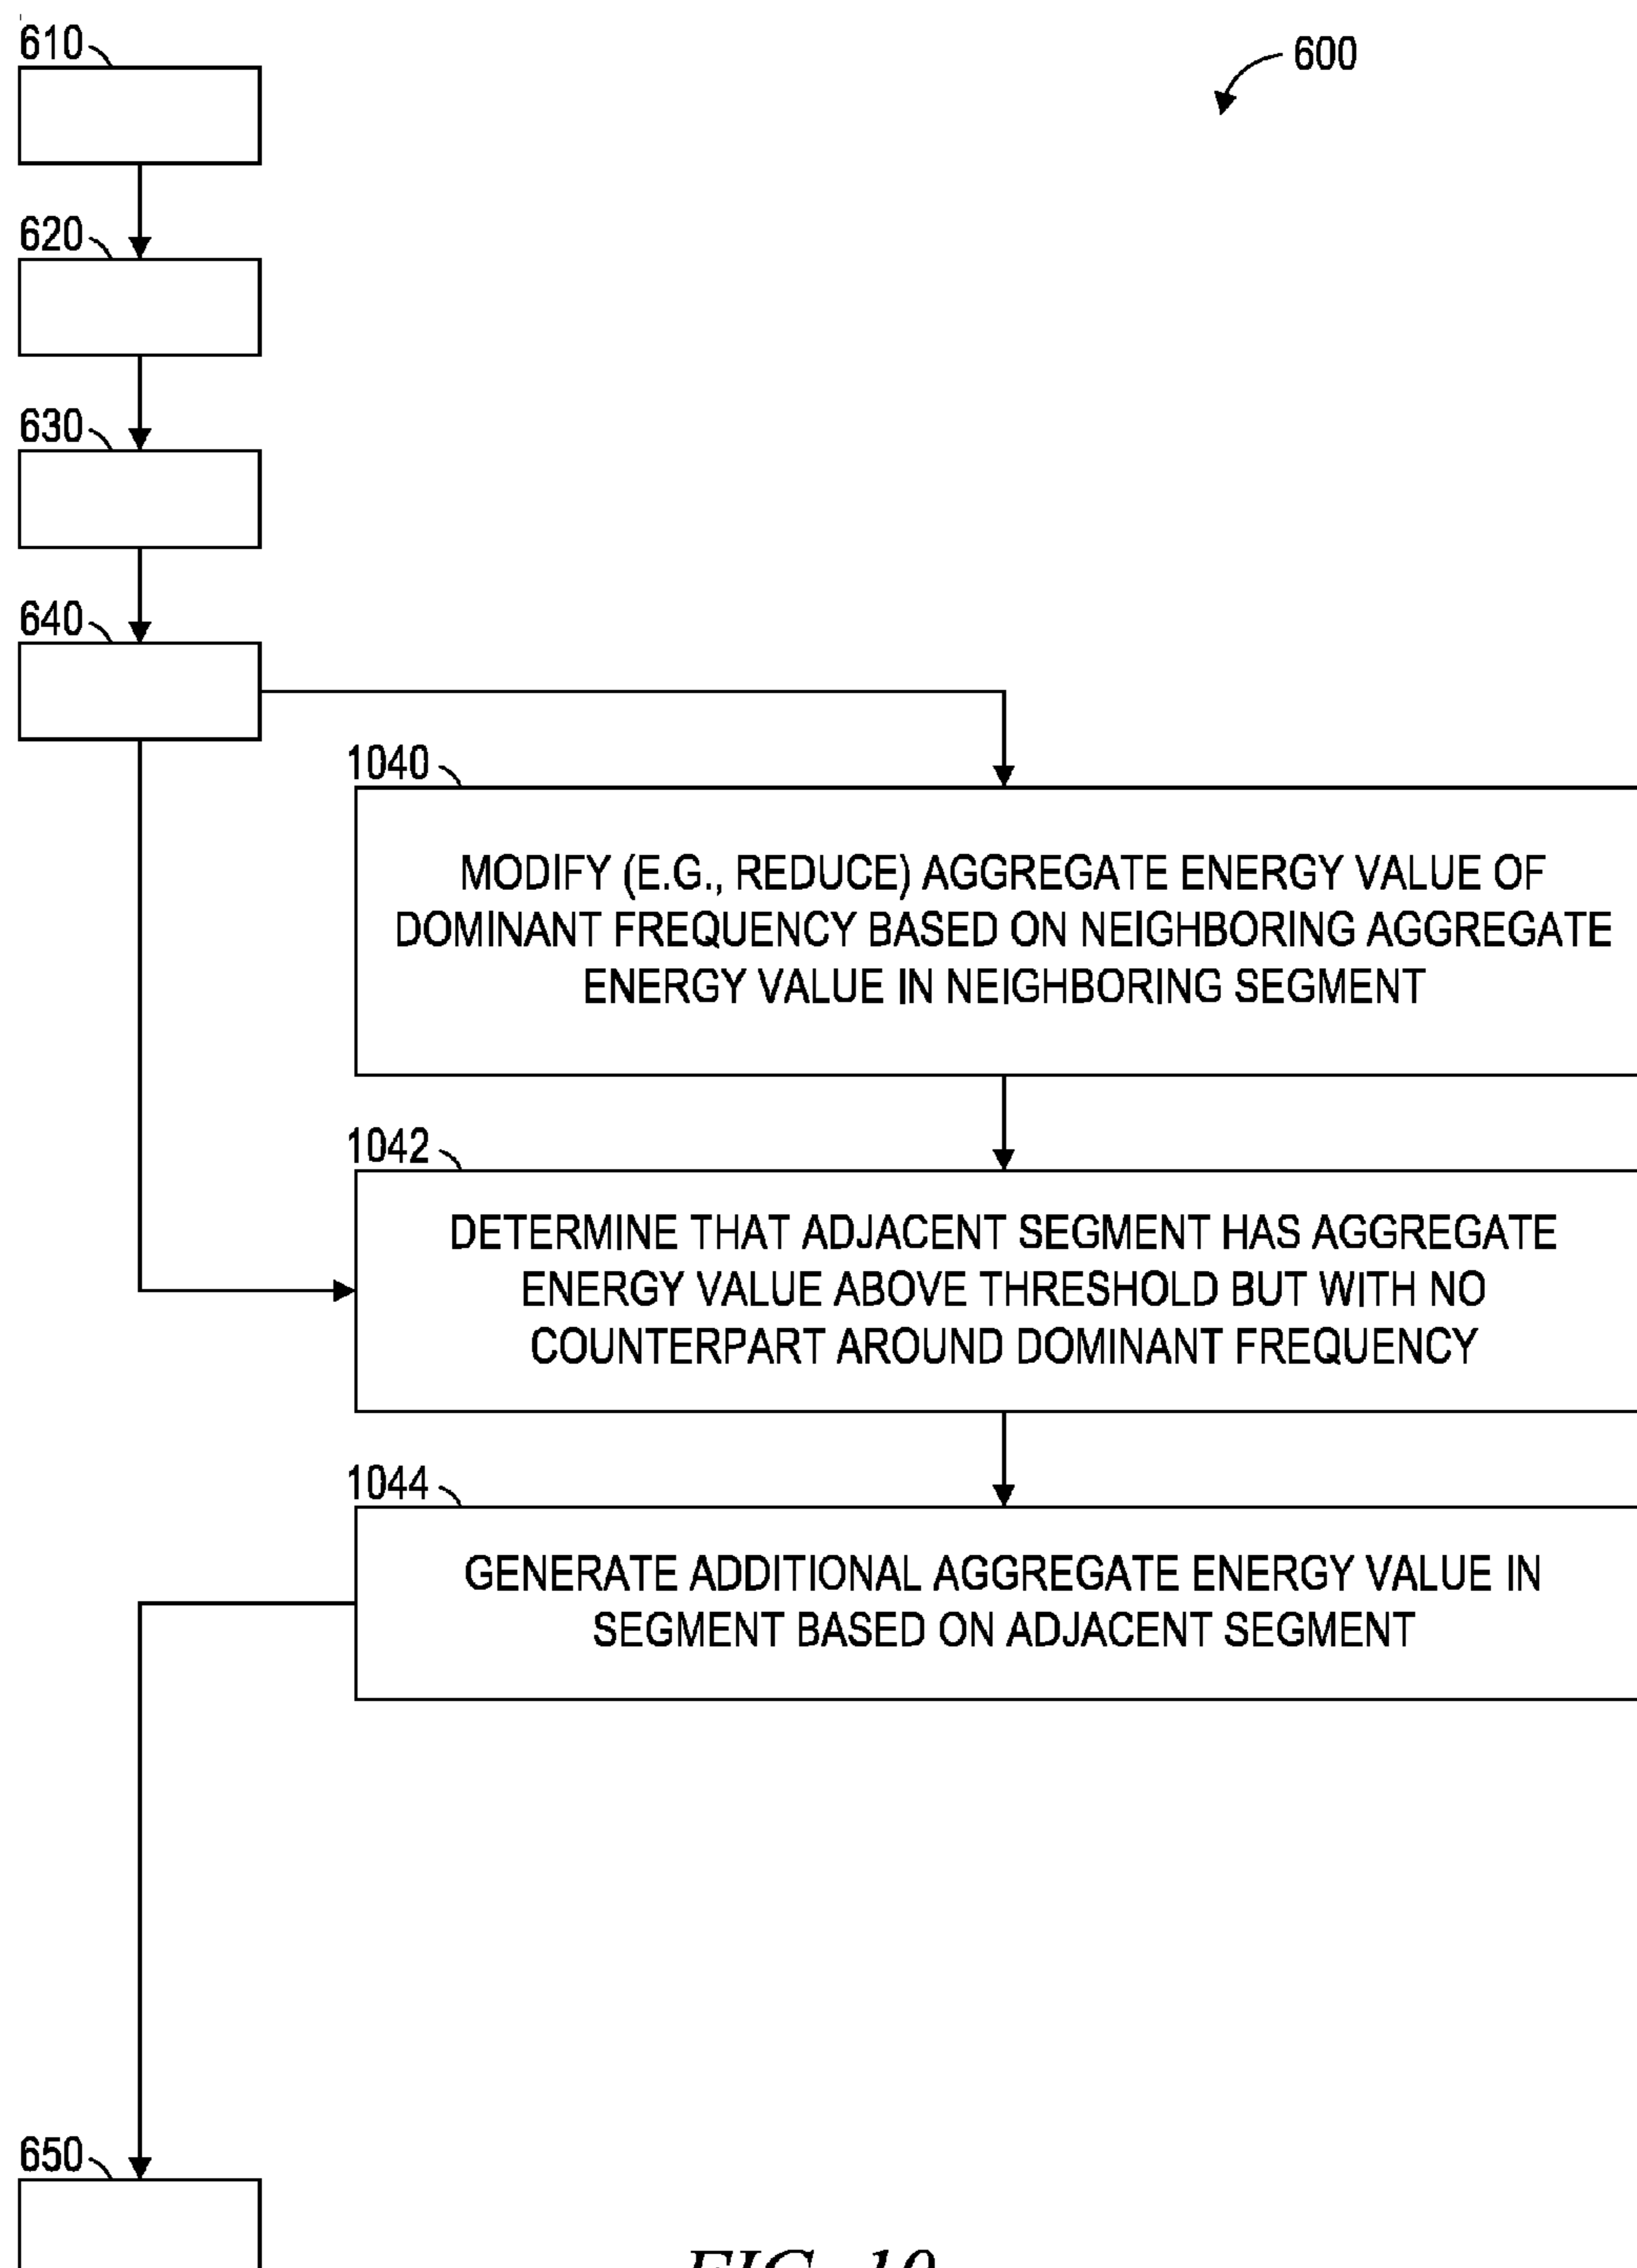 610
600
620
630
640
1040
MODIFY (E.G., REDUCE) AGGREGATE ENERGY VALUE OF
DOMINANT FREQUENCY BASED ON NEIGHBORING AGGREGATE
ENERGY VALUE IN NEIGHBORING SEGMENT
1042
DETERMINE THAT ADJACENT SEGMENT HAS AGGREGATE
ENERGY VALUE ABOVE THRESHOLD BUT WITH NO
COUNTERPART AROUND DOMINANT FREQUENCY
1044
GENERATE ADDITIONAL AGGREGATE ENERGY VALUE IN
SEGMENT BASED ON ADJACENT SEGMENT
650
FIG. 10